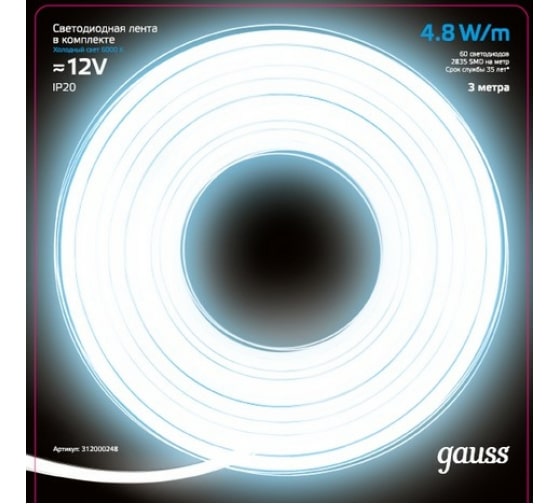 Светодиодная лента
в комплекте
Холодный свет 6000 K
≂12V
IP20
4.8 W/m
60 светодиодов
2835 SMD на метр
Срок службы 35 лет*
3 метра
Артикул: 312000248
gauss